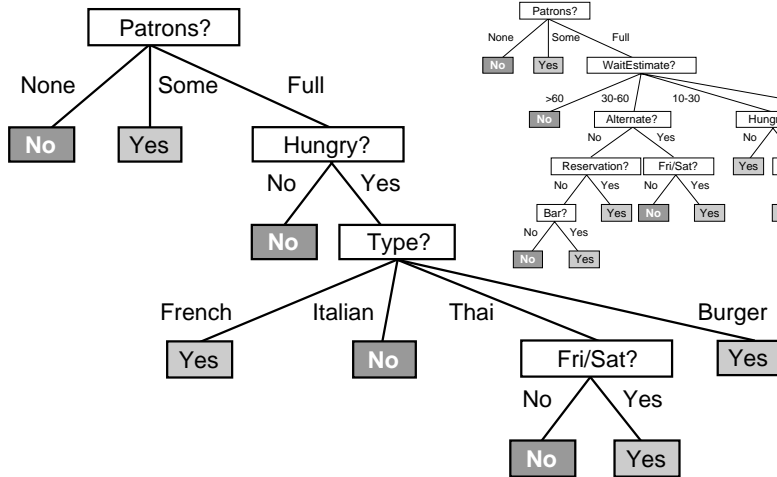 Patrons?
None Some Full
No Yes Hungry?
No Yes
No Type?
French Italian Thai Burger
Yes No Fri/Sat? Yes
No Yes
No Yes
Patrons?
None Some Full
No Yes WaitEstimate?
>60 30-60 10-30
No Alternate?
No Yes No
Reservation? Fri/Sat? Yes
No Yes No Yes
Bar? Yes No Yes
No Yes
No Yes